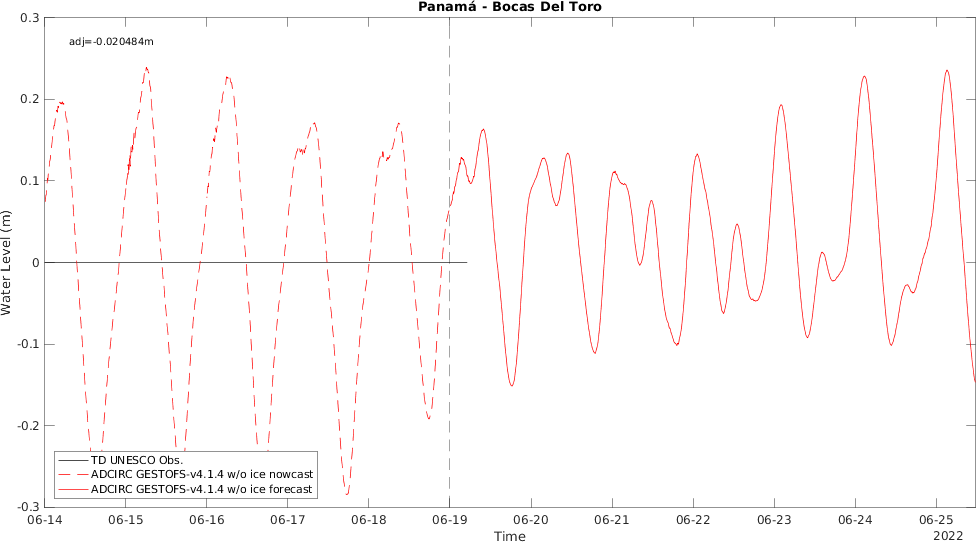 Panamá - Bocas Del Toro
adj=-0.020484m
Water Level (m)
0.3
0.2
0.1
0
-0.1
-0.2
-0.3
TD UNESCO Obs.
ADCIRC GESTOFS-v4.1.4 w/o ice nowcast
ADCIRC GESTOFS-v4.1.4 w/o ice forecast
06-14 06-15 06-16 06-17 06-18 06-19 06-20 06-21 06-22 06-23 06-24 06-25
2022
Time